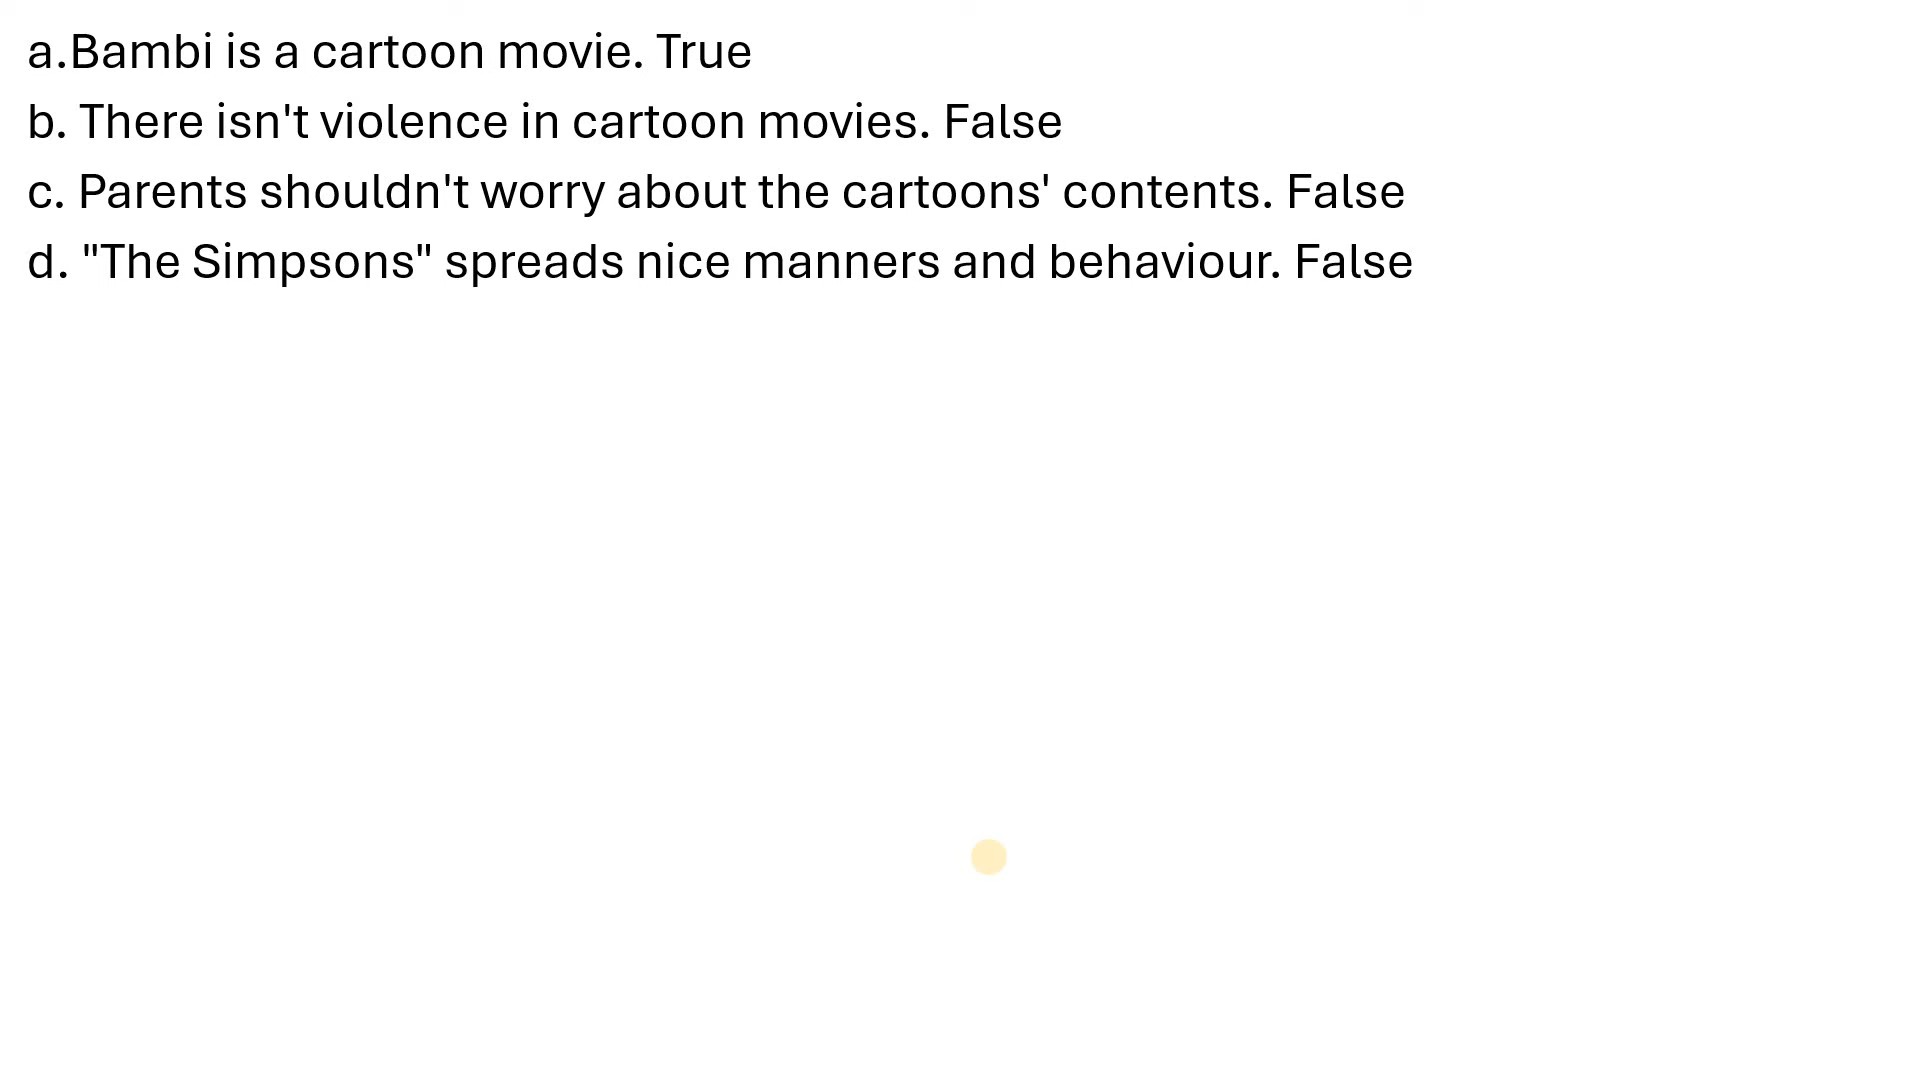 a.Bambi is a cartoon movie. True
b. There isn't violence in cartoon movies. False
c. Parents shouldn't worry about the cartoons' contents. False
d. "The Simpsons" spreads nice manners and behaviour. False